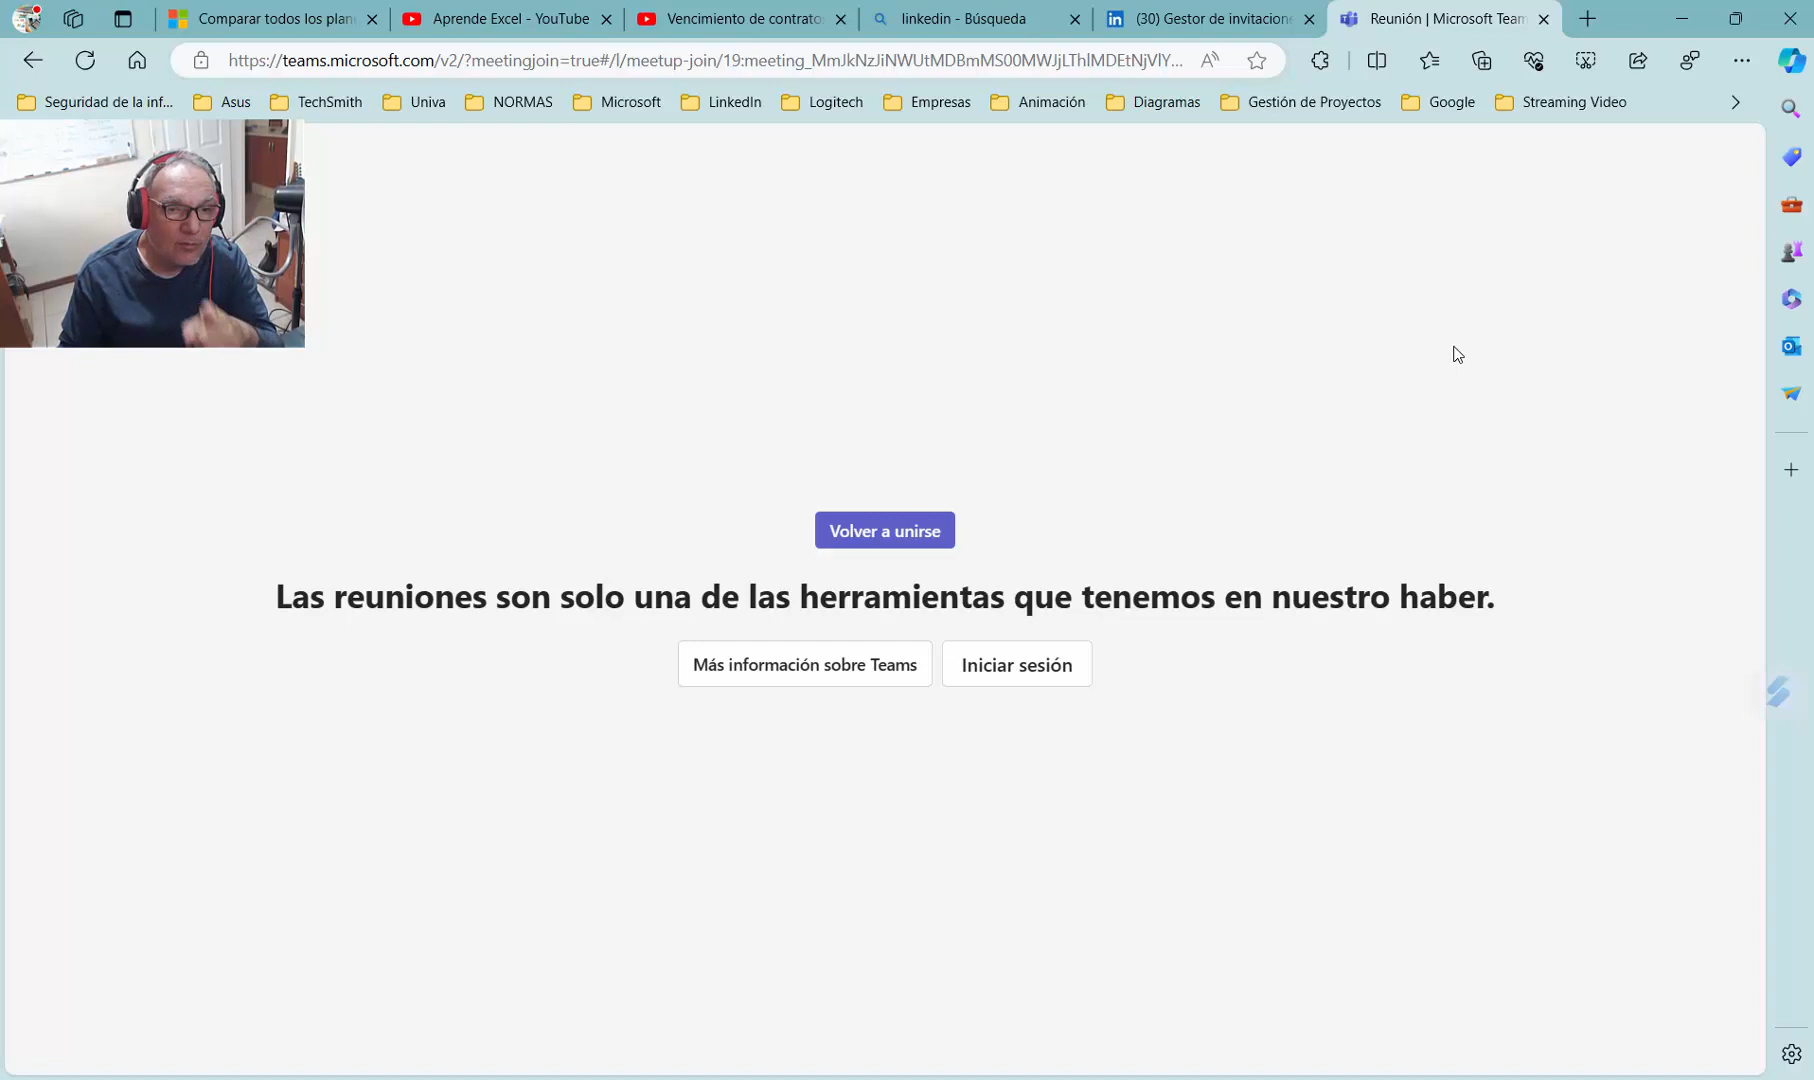 Comparar todos los plan
Aprende Excel - YouTube
Vencimiento de contrato
linkedin - Búsqueda
(30) Gestor de invitacione
Reunión | Microsoft Team
https://teams.microsoft.com/v2/?meetingjoin=true#/l/meetup-join/19:meeting_MmJkNzJiNWUtMDBmMS00MWJjLThlMDEtNjVlY...
Seguridad de la inf...
Asus
TechSmith
Univa
NORMAS
Microsoft
LinkedIn
Logitech
Empresas
Animación
Diagramas
Gestión de Proyectos
Google
Streaming Video
Volver a unirse
Las reuniones son solo una de las herramientas que tenemos en nuestro haber.
Más información sobre Teams
Iniciar sesión